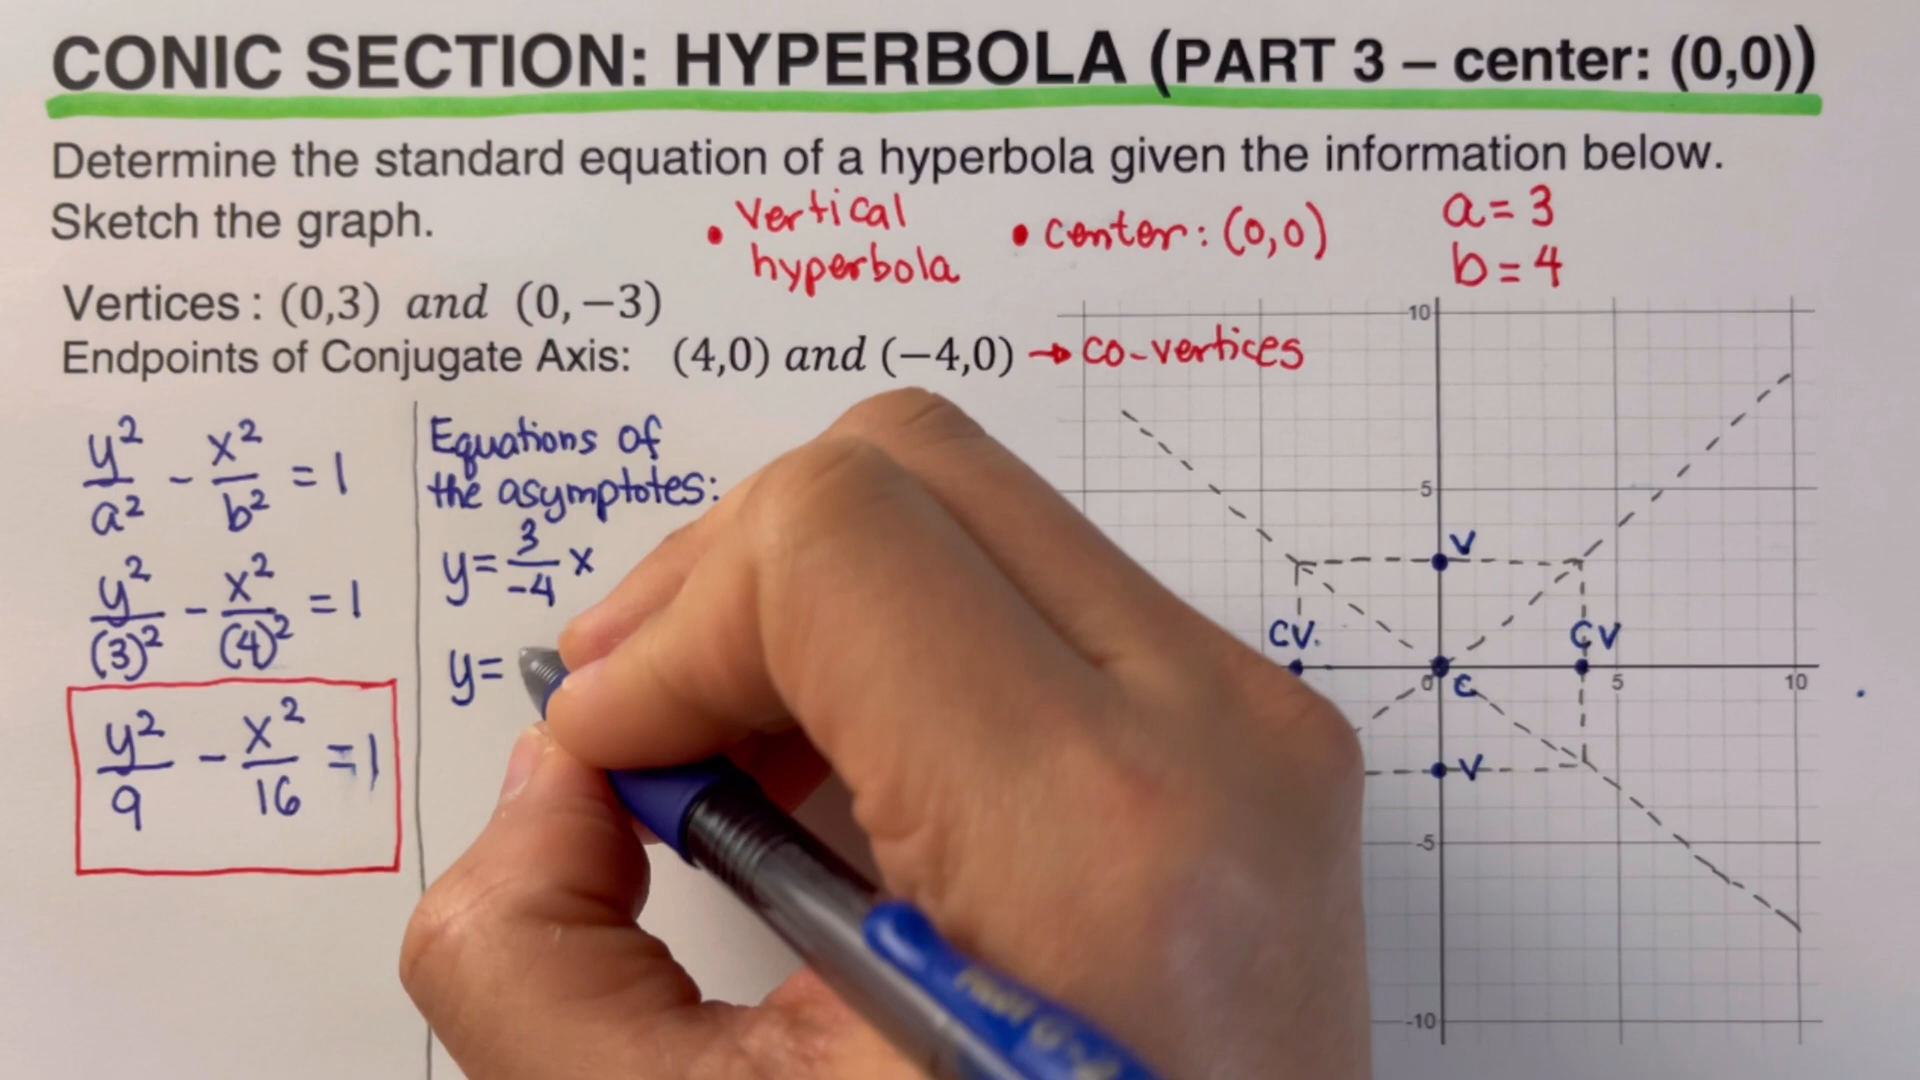 CONIC SECTION: HYPERBOLA (PART 3 – center: (0,0))
Determine the standard equation of a hyperbola given the information below.
Sketch the graph.
• vertical
hyperbola
• center: (0,0)
a = 3
b = 4
Vertices : (0,3) and (0, −3)
Endpoints of Conjugate Axis: (4,0) and (−4,0) → co-vertices
y²/a² - x²/b² = 1
y²/(3)² - x²/(4)² = 1
y²/9 - x²/16 = 1
Equations of
the asymptotes:
y = 3/-4 x
y =
10
5
V
CV.
CV
0
C
5
10
V
-5
-10